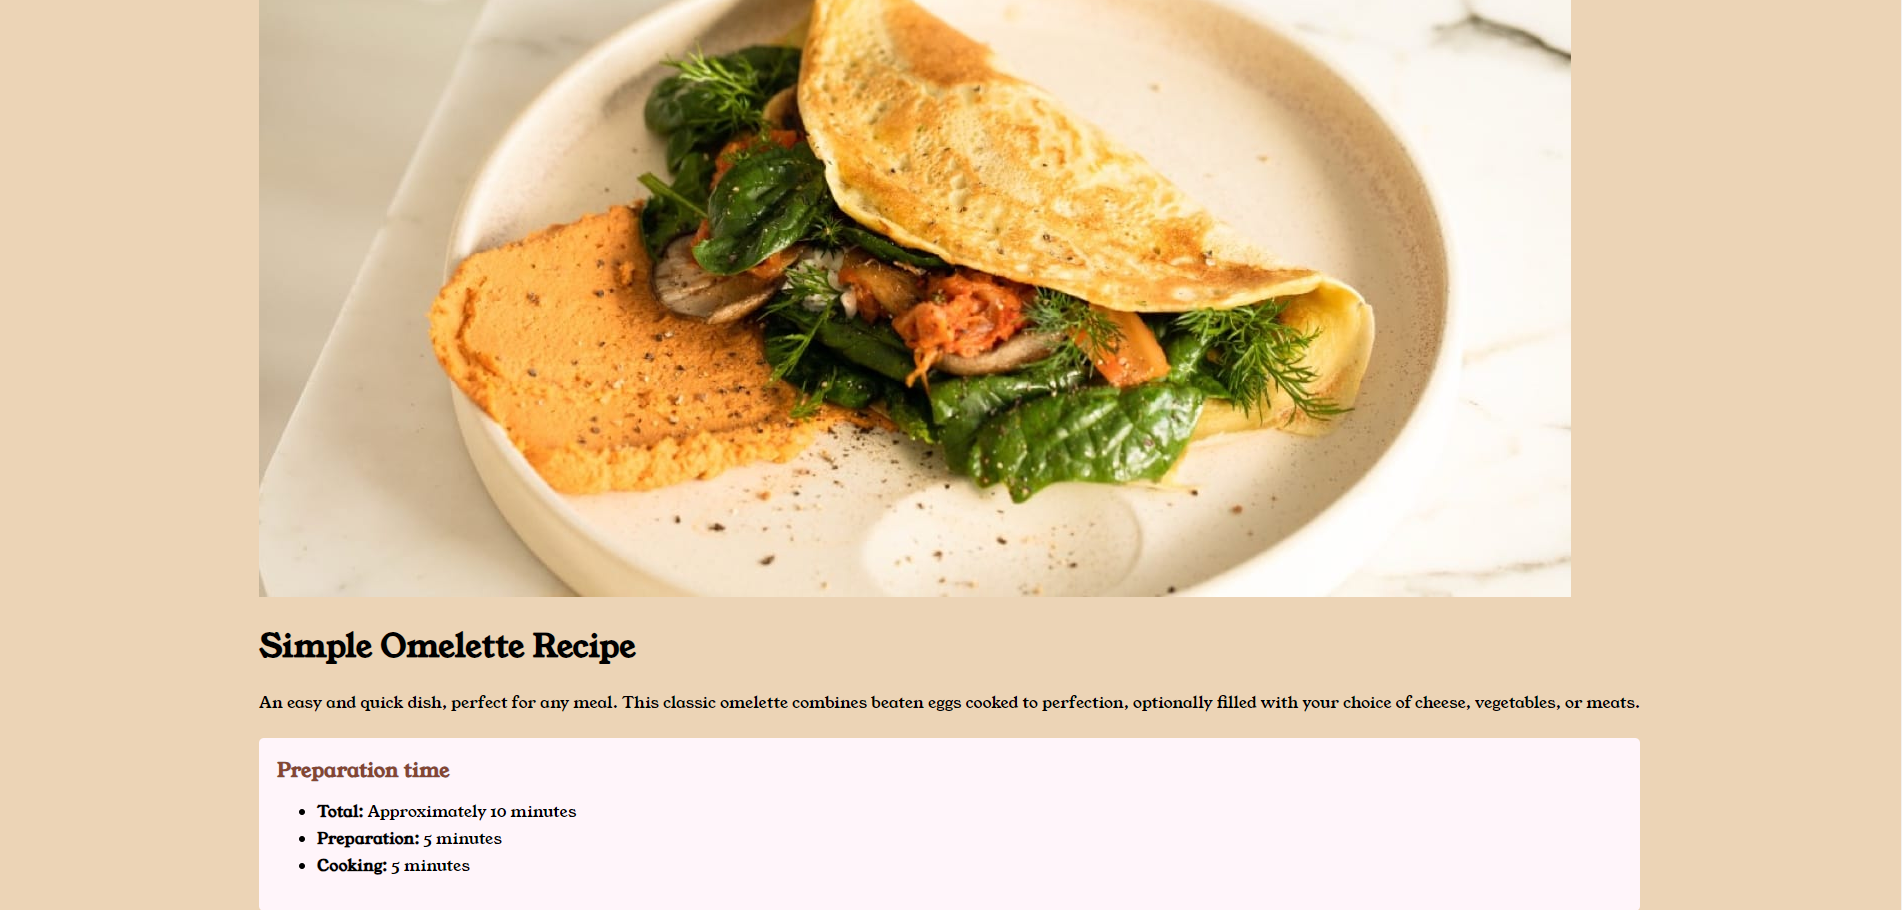 Simple Omelette Recipe
An easy and quick dish, perfect for any meal. This classic omelette combines beaten eggs cooked to perfection, optionally filled with your choice of cheese, vegetables, or meats.
Preparation time
• Total: Approximately 10 minutes
• Preparation: 5 minutes
• Cooking: 5 minutes